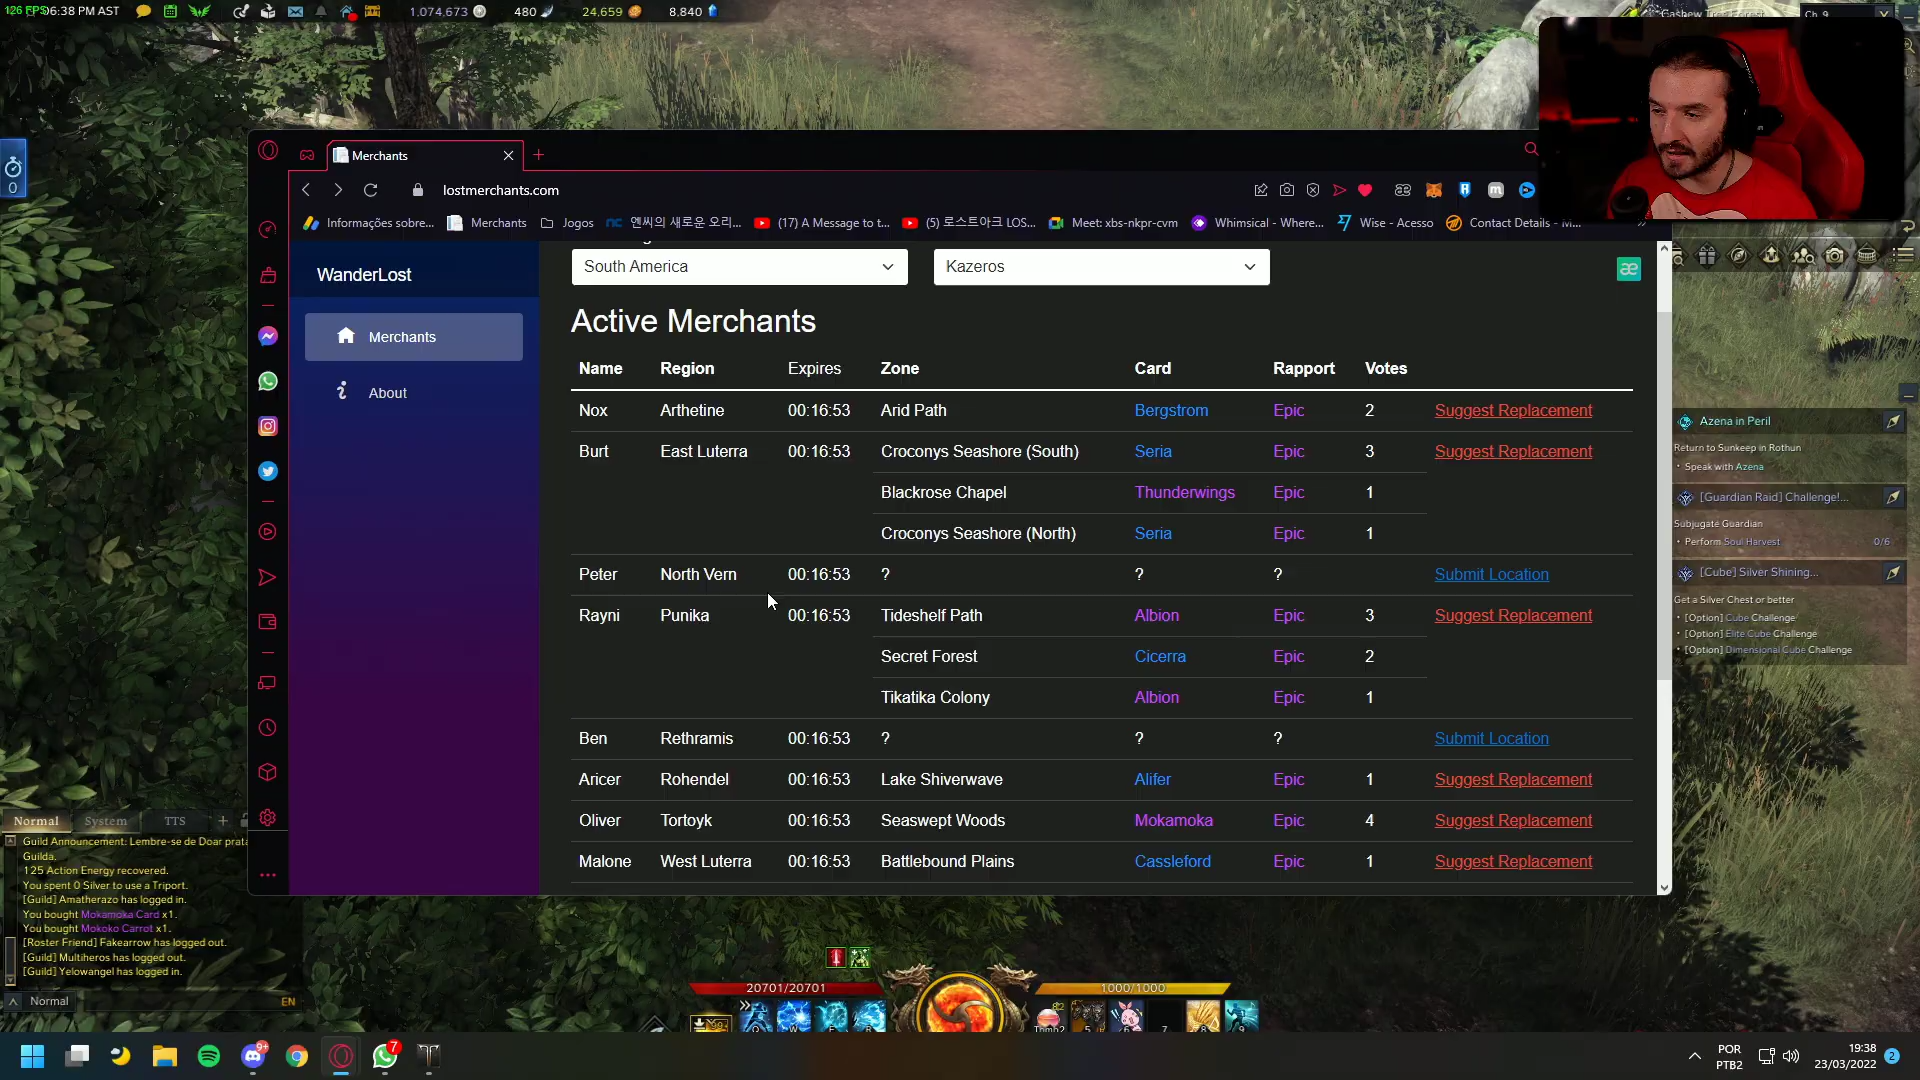 126 FPS 06:38 PM AST 1,074,673 480 24,659 8,840
Cashew Tree Forest Ch. 9
0
Merchants
lostmerchants.com
Informações sobre... Merchants Jogos 엔씨의 새로운 오리... (17) A Message to t... (5) 로스트아크 LOS... Meet: xbs-nkpr-cvm Whimsical - Where... Wise - Acesso Contact Details - M...
WanderLost
Merchants
About
South America Kazeros
Active Merchants
Name Region Expires Zone Card Rapport Votes
Nox Arthetine 00:16:53 Arid Path Bergstrom Epic 2 Suggest Replacement
Burt East Luterra 00:16:53 Croconys Seashore (South) Seria Epic 3 Suggest Replacement
Blackrose Chapel Thunderwings Epic 1
Croconys Seashore (North) Seria Epic 1
Peter North Vern 00:16:53 ? ? ? Submit Location
Rayni Punika 00:16:53 Tideshelf Path Albion Epic 3 Suggest Replacement
Secret Forest Cicerra Epic 2
Tikatika Colony Albion Epic 1
Ben Rethramis 00:16:53 ? ? ? Submit Location
Aricer Rohendel 00:16:53 Lake Shiverwave Alifer Epic 1 Suggest Replacement
Oliver Tortoyk 00:16:53 Seaswept Woods Mokamoka Epic 4 Suggest Replacement
Malone West Luterra 00:16:53 Battlebound Plains Cassleford Epic 1 Suggest Replacement
Azena in Peril
Return to Sunkeep in Rothun
• Speak with Azena
[Guardian Raid] Challenge!...
Subjugate Guardian
• Perform Soul Harvest 0/6
[Cube] Silver Shining...
Get a Silver Chest or better
• [Option] Cube Challenge
• [Option] Elite Cube Challenge
• [Option] Dimensional Cube Challenge
Normal System TTS +
Guild Announcement: Lembre-se de Doar prata
Guilda.
125 Action Energy recovered.
You spent 0 Silver to use a Triport.
[Guild] Amatherazo has logged in.
You bought Mokamoka Card x1.
You bought Mokoko Carrot x1.
[Roster Friend] Fakearrow has logged out.
[Guild] Multiheros has logged out.
[Guild] Yelowangel has logged in.
Normal EN
20701/20701 1000/1000
9+ 7
POR
PTB2
19:38
23/03/2022
2